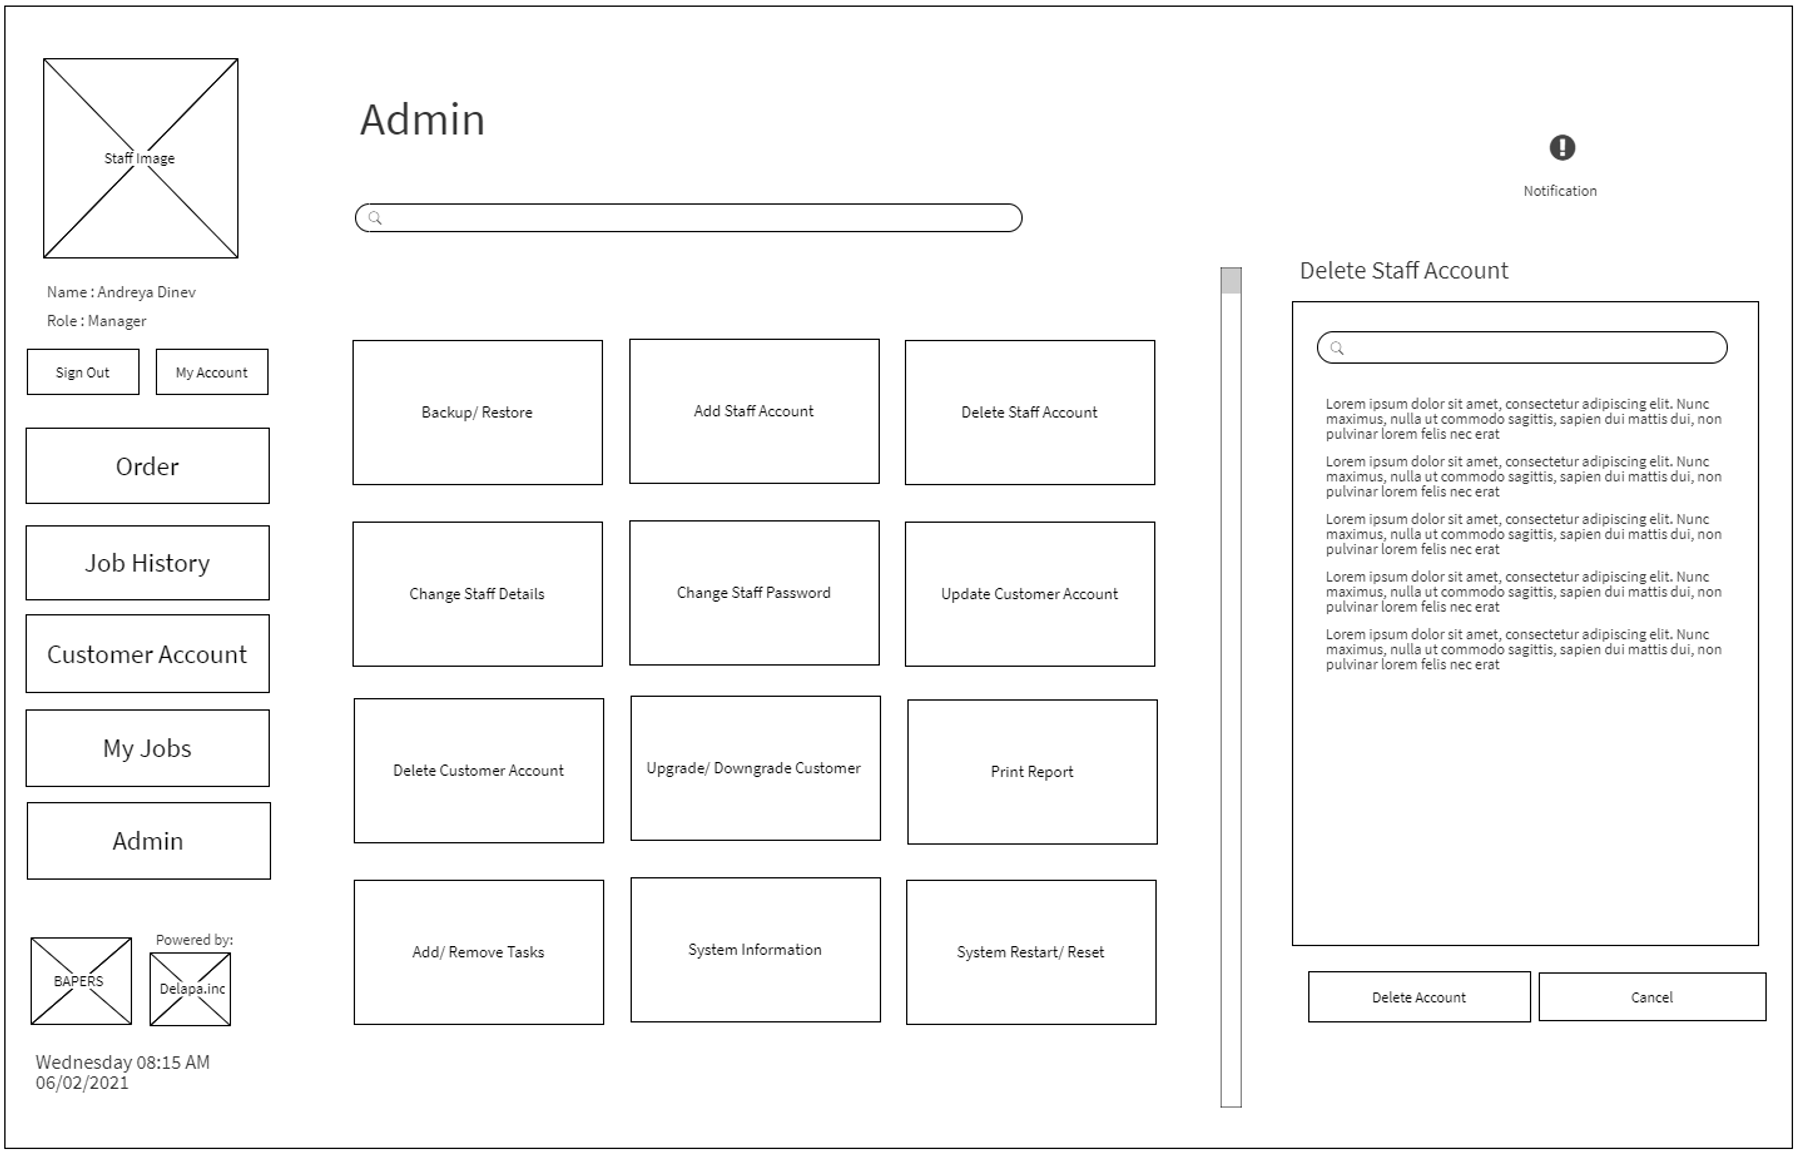 Staff Image
Name : Andreya Dinev
Role : Manager
Sign Out
My Account
Order
Job History
Customer Account
My Jobs
Admin
BAPERS
Powered by:
Delapa.inc
Wednesday 08:15 AM
06/02/2021
Admin
Backup/ Restore
Add Staff Account
Delete Staff Account
Change Staff Details
Change Staff Password
Update Customer Account
Delete Customer Account
Upgrade/ Downgrade Customer
Print Report
Add/ Remove Tasks
System Information
System Restart/ Reset
Notification
Delete Staff Account
Lorem ipsum dolor sit amet, consectetur adipiscing elit. Nunc
maximus, nulla ut commodo sagittis, sapien dui mattis dui, non
pulvinar lorem felis nec erat
Lorem ipsum dolor sit amet, consectetur adipiscing elit. Nunc
maximus, nulla ut commodo sagittis, sapien dui mattis dui, non
pulvinar lorem felis nec erat
Lorem ipsum dolor sit amet, consectetur adipiscing elit. Nunc
maximus, nulla ut commodo sagittis, sapien dui mattis dui, non
pulvinar lorem felis nec erat
Lorem ipsum dolor sit amet, consectetur adipiscing elit. Nunc
maximus, nulla ut commodo sagittis, sapien dui mattis dui, non
pulvinar lorem felis nec erat
Lorem ipsum dolor sit amet, consectetur adipiscing elit. Nunc
maximus, nulla ut commodo sagittis, sapien dui mattis dui, non
pulvinar lorem felis nec erat
Delete Account
Cancel